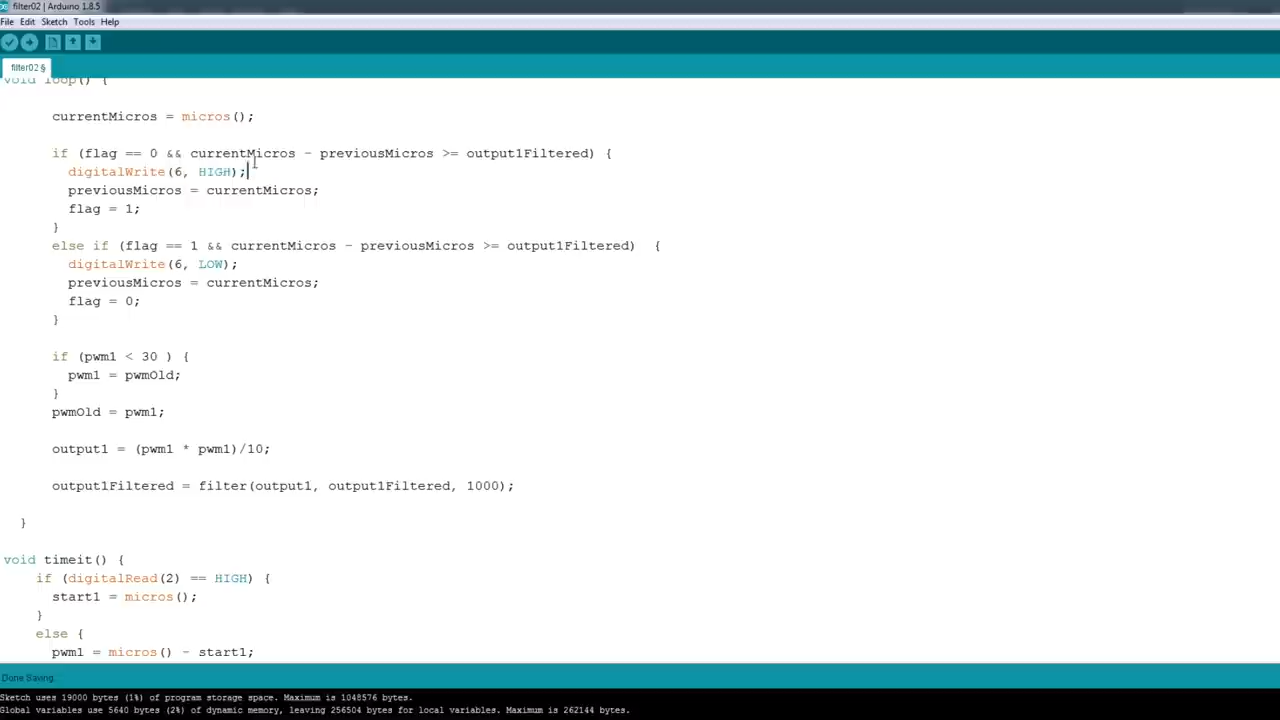 filter02 | Arduino 1.8.5
File Edit Sketch Tools Help
filter02 §
void loop() {
currentMicros = micros();
if (flag == 0 && currentMicros - previousMicros >= output1Filtered) {
digitalWrite(6, HIGH);
previousMicros = currentMicros;
flag = 1;
}
else if (flag == 1 && currentMicros - previousMicros >= output1Filtered)  {
digitalWrite(6, LOW);
previousMicros = currentMicros;
flag = 0;
}
if (pwm1 < 30 ) {
pwm1 = pwmOld;
}
pwmOld = pwm1;
output1 = (pwm1 * pwm1)/10;
output1Filtered = filter(output1, output1Filtered, 1000);
}
void timeit() {
if (digitalRead(2) == HIGH) {
start1 = micros();
}
else {
pwm1 = micros() - start1;
Done Saving.
Sketch uses 19000 bytes (1%) of program storage space. Maximum is 1048576 bytes.
Global variables use 5640 bytes (2%) of dynamic memory, leaving 256504 bytes for local variables. Maximum is 262144 bytes.